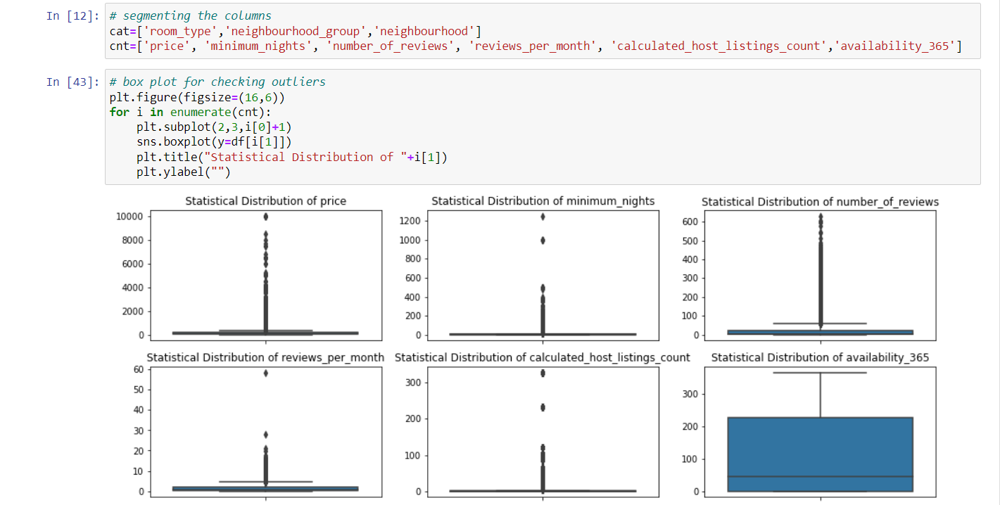 In [12]: # segmenting the columns
cat=['room_type','neighbourhood_group','neighbourhood']
cnt=['price', 'minimum_nights', 'number_of_reviews', 'reviews_per_month', 'calculated_host_listings_count','availability_365']
In [43]: # box plot for checking outliers
plt.figure(figsize=(16,6))
for i in enumerate(cnt):
    plt.subplot(2,3,i[0]+1)
    sns.boxplot(y=df[i[1]])
    plt.title("Statistical Distribution of "+i[1])
    plt.ylabel("")
Statistical Distribution of price
10000
8000
6000
4000
2000
0
Statistical Distribution of minimum_nights
1200
1000
800
600
400
200
0
Statistical Distribution of number_of_reviews
600
500
400
300
200
100
0
Statistical Distribution of reviews_per_month
60
50
40
30
20
10
0
Statistical Distribution of calculated_host_listings_count
300
200
100
0
Statistical Distribution of availability_365
300
200
100
0